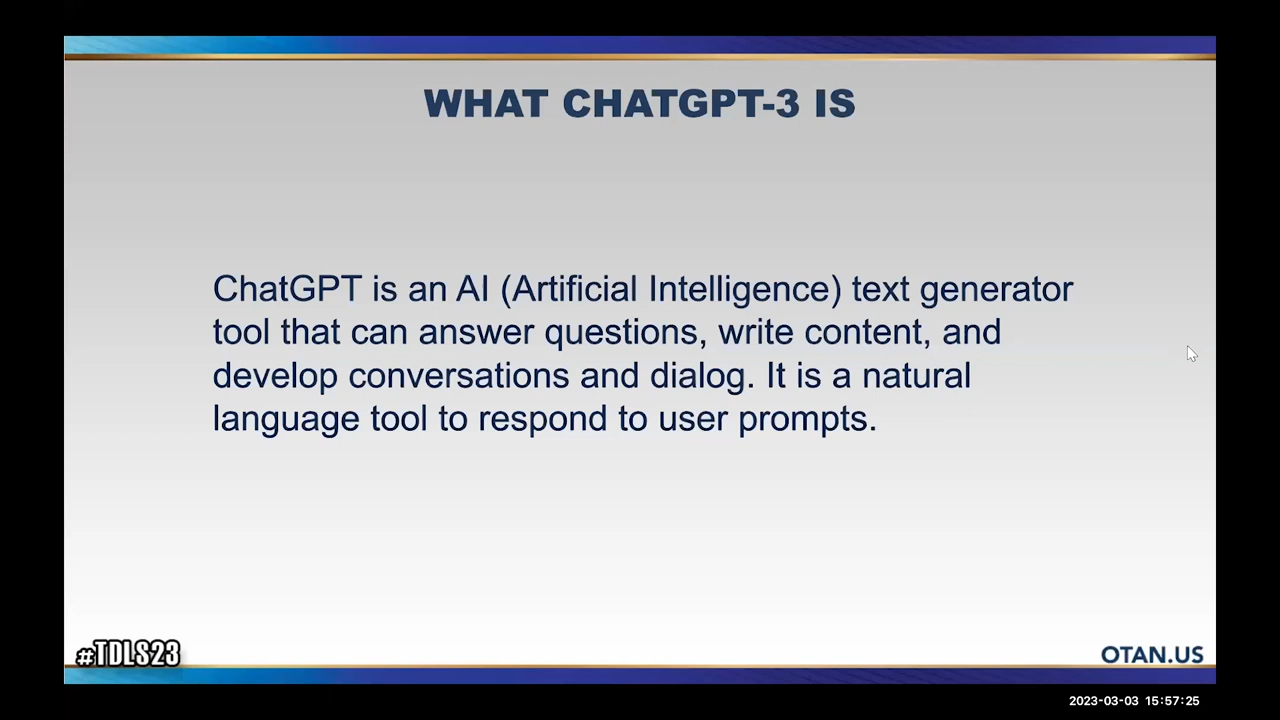 WHAT CHATGPT-3 IS
ChatGPT is an AI (Artificial Intelligence) text generator
tool that can answer questions, write content, and
develop conversations and dialog. It is a natural
language tool to respond to user prompts.
#TDLS23
OTAN.US
2023-03-03 15:57:25